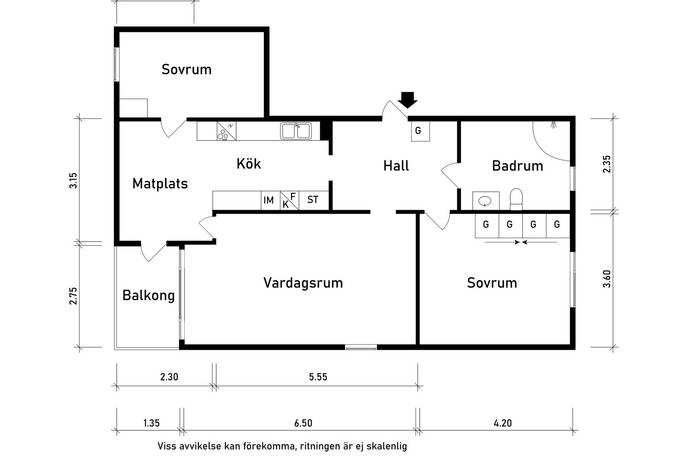 Sovrum
G
Kök
Hall
Badrum
Matplats
IM
K
F
ST
G
G
G
G
Balkong
Vardagsrum
Sovrum
3.15
2.75
2.35
3.60
2.30
5.55
1.35
6.50
4.20
Viss avvikelse kan förekomma, ritningen är ej skalenlig